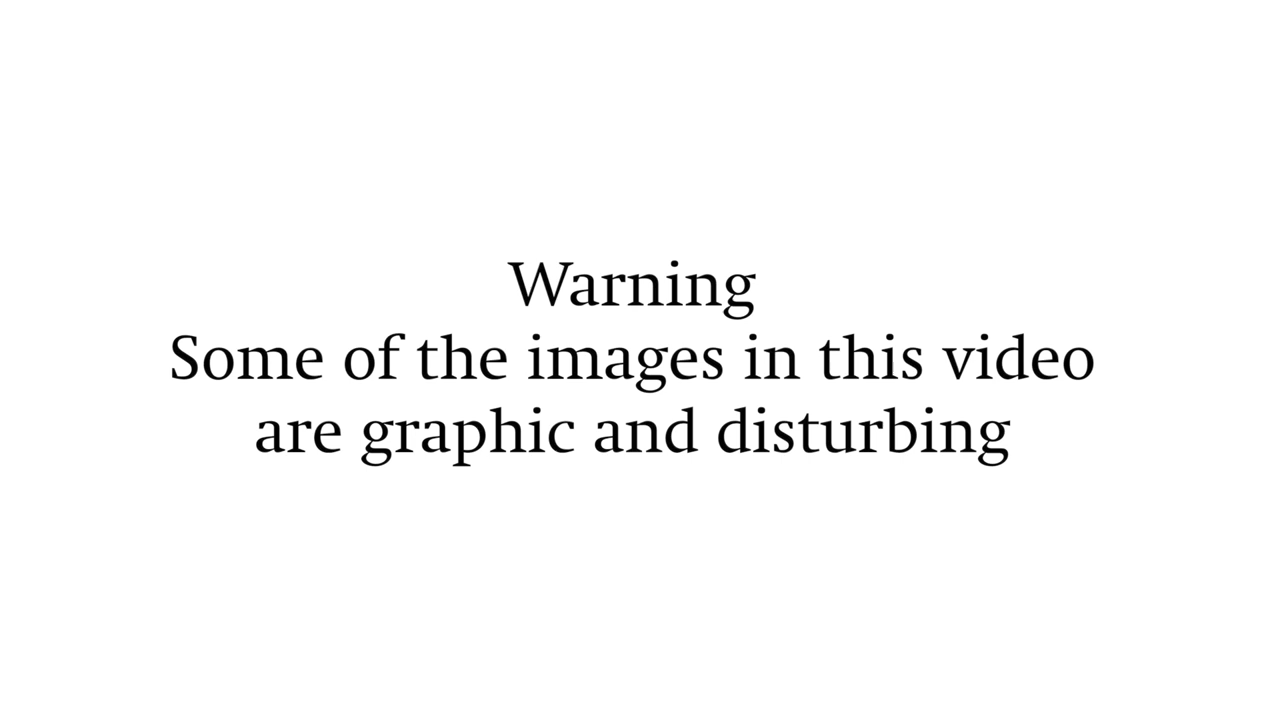 Warning
Some of the images in this video
are graphic and disturbing